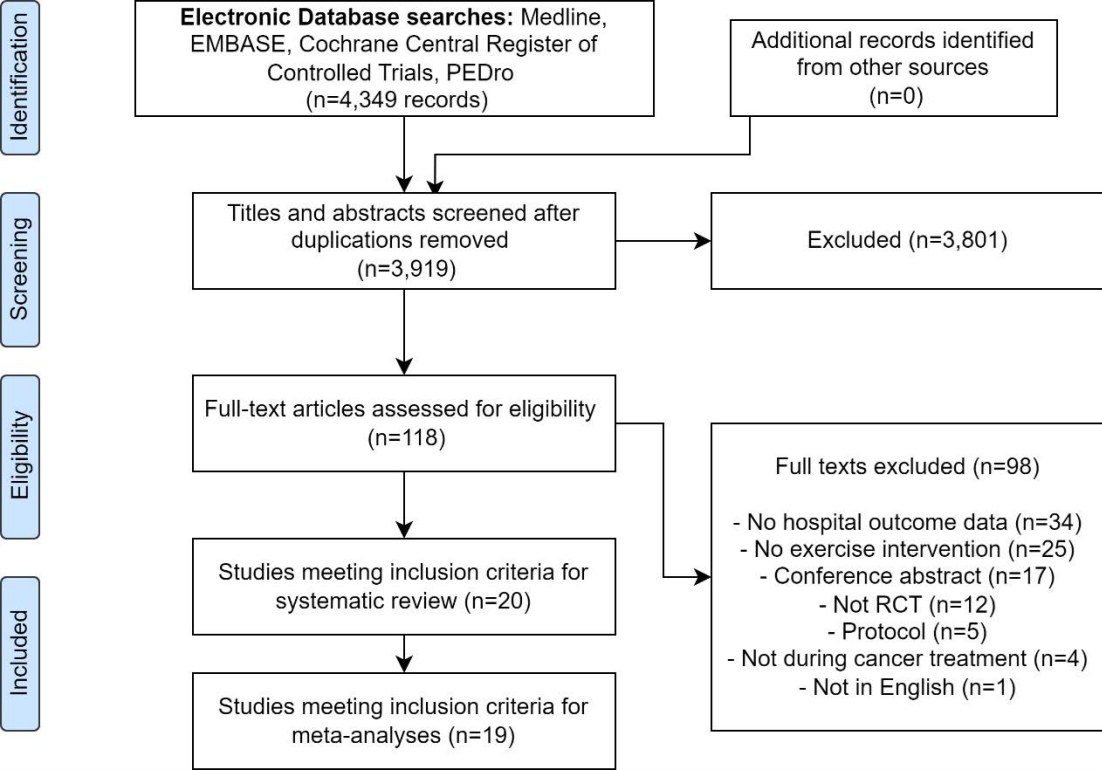 Identification
Electronic Database searches: Medline,
EMBASE, Cochrane Central Register of
Controlled Trials, PEDro
(n=4,349 records)
Additional records identified
from other sources
(n=0)
Screening
Titles and abstracts screened after
duplications removed
(n=3,919)
Excluded (n=3,801)
Eligibility
Full-text articles assessed for eligibility
(n=118)
Full texts excluded (n=98)
- No hospital outcome data (n=34)
- No exercise intervention (n=25)
- Conference abstract (n=17)
- Not RCT (n=12)
- Protocol (n=5)
- Not during cancer treatment (n=4)
- Not in English (n=1)
Included
Studies meeting inclusion criteria for
systematic review (n=20)
Studies meeting inclusion criteria for
meta-analyses (n=19)